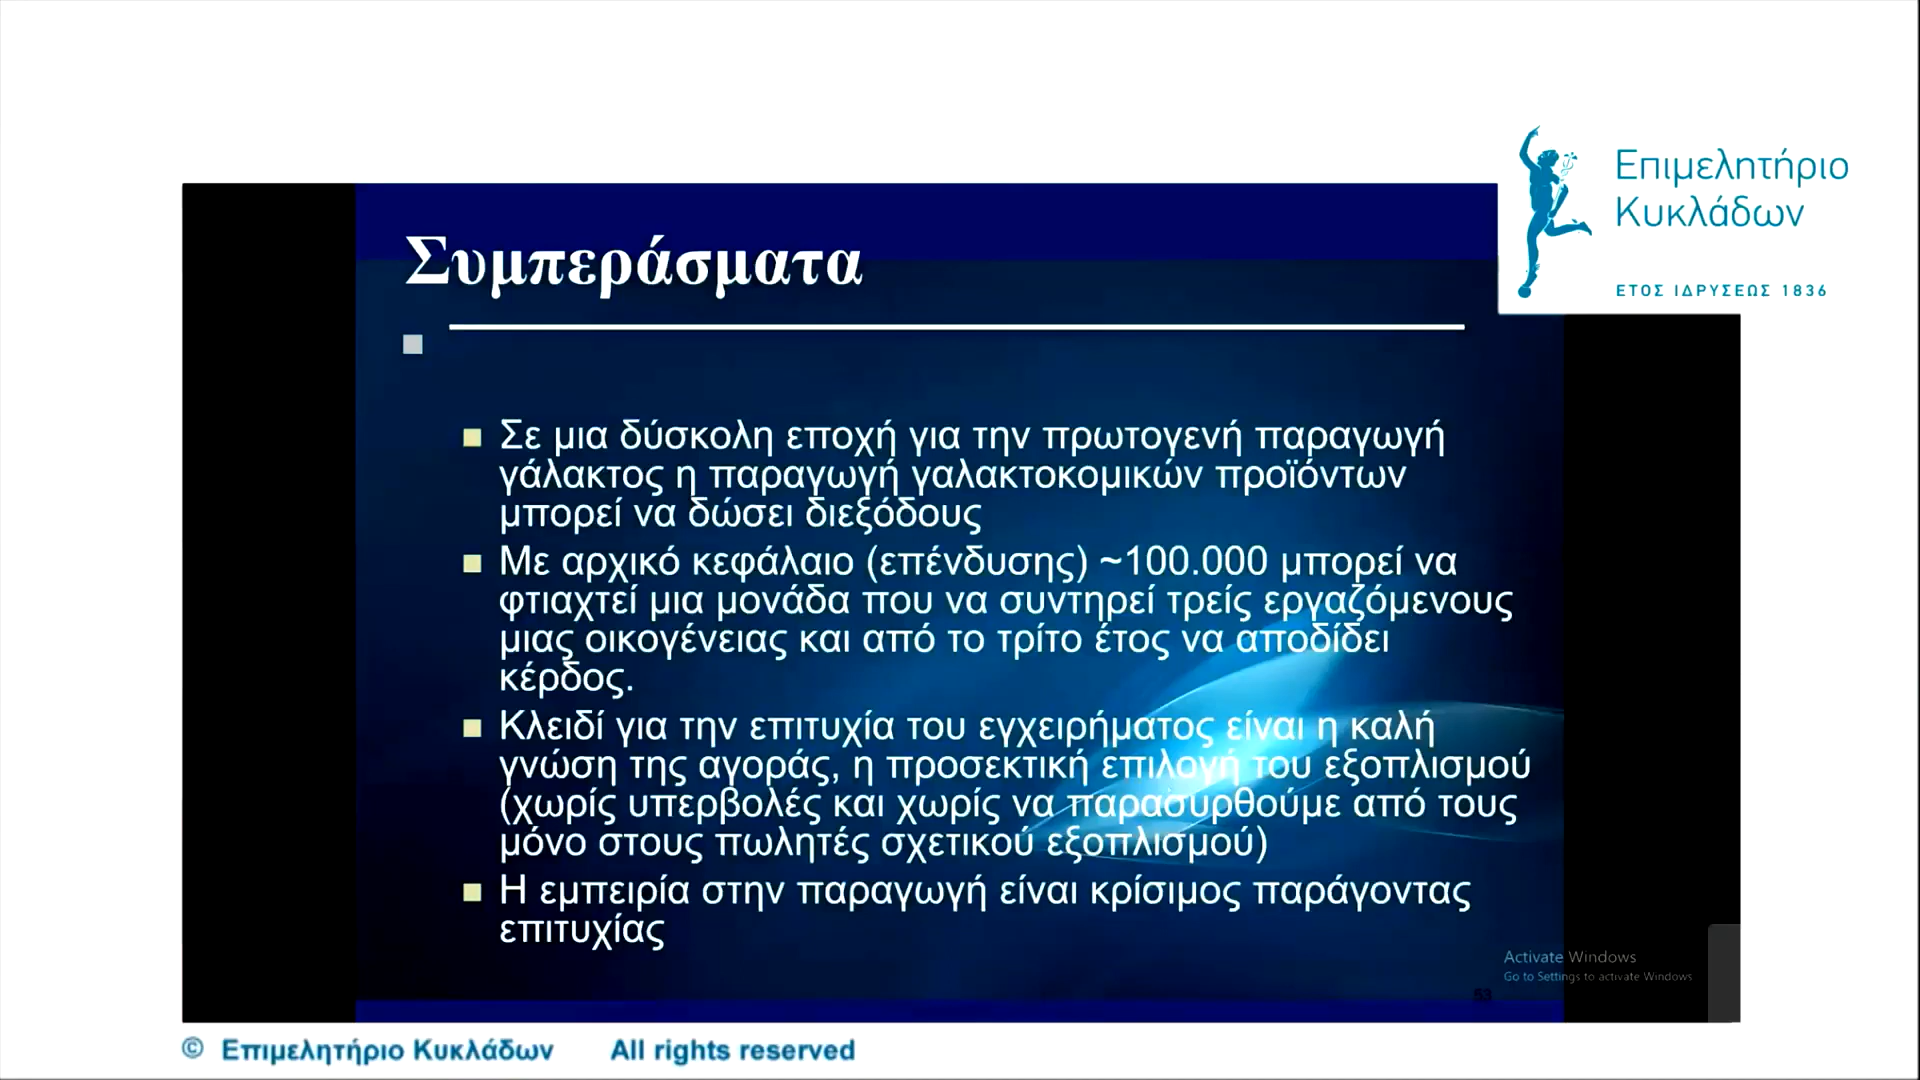 Επιμελητήριο
Κυκλάδων
ΕΤΟΣ ΙΔΡΥΣΕΩΣ 1836
Συμπεράσματα
Σε μια δύσκολη εποχή για την πρωτογενή παραγωγή
γάλακτος η παραγωγή γαλακτοκομικών προϊόντων
μπορεί να δώσει διεξόδους
Με αρχικό κεφάλαιο (επένδυσης) ~100.000 μπορεί να
φτιαχτεί μια μονάδα που να συντηρεί τρείς εργαζόμενους
μιας οικογένειας και από το τρίτο έτος να αποδίδει
κέρδος.
Κλειδί για την επιτυχία του εγχειρήματος είναι η καλή
γνώση της αγοράς, η προσεκτική επιλογή του εξοπλισμού
(χωρίς υπερβολές και χωρίς να παρασυρθούμε από τους
μόνο στους πωλητές σχετικού εξοπλισμού)
Η εμπειρία στην παραγωγή είναι κρίσιμος παράγοντας
επιτυχίας
Activate Windows
Go to Settings to activate Windows
53
© Επιμελητήριο Κυκλάδων All rights reserved